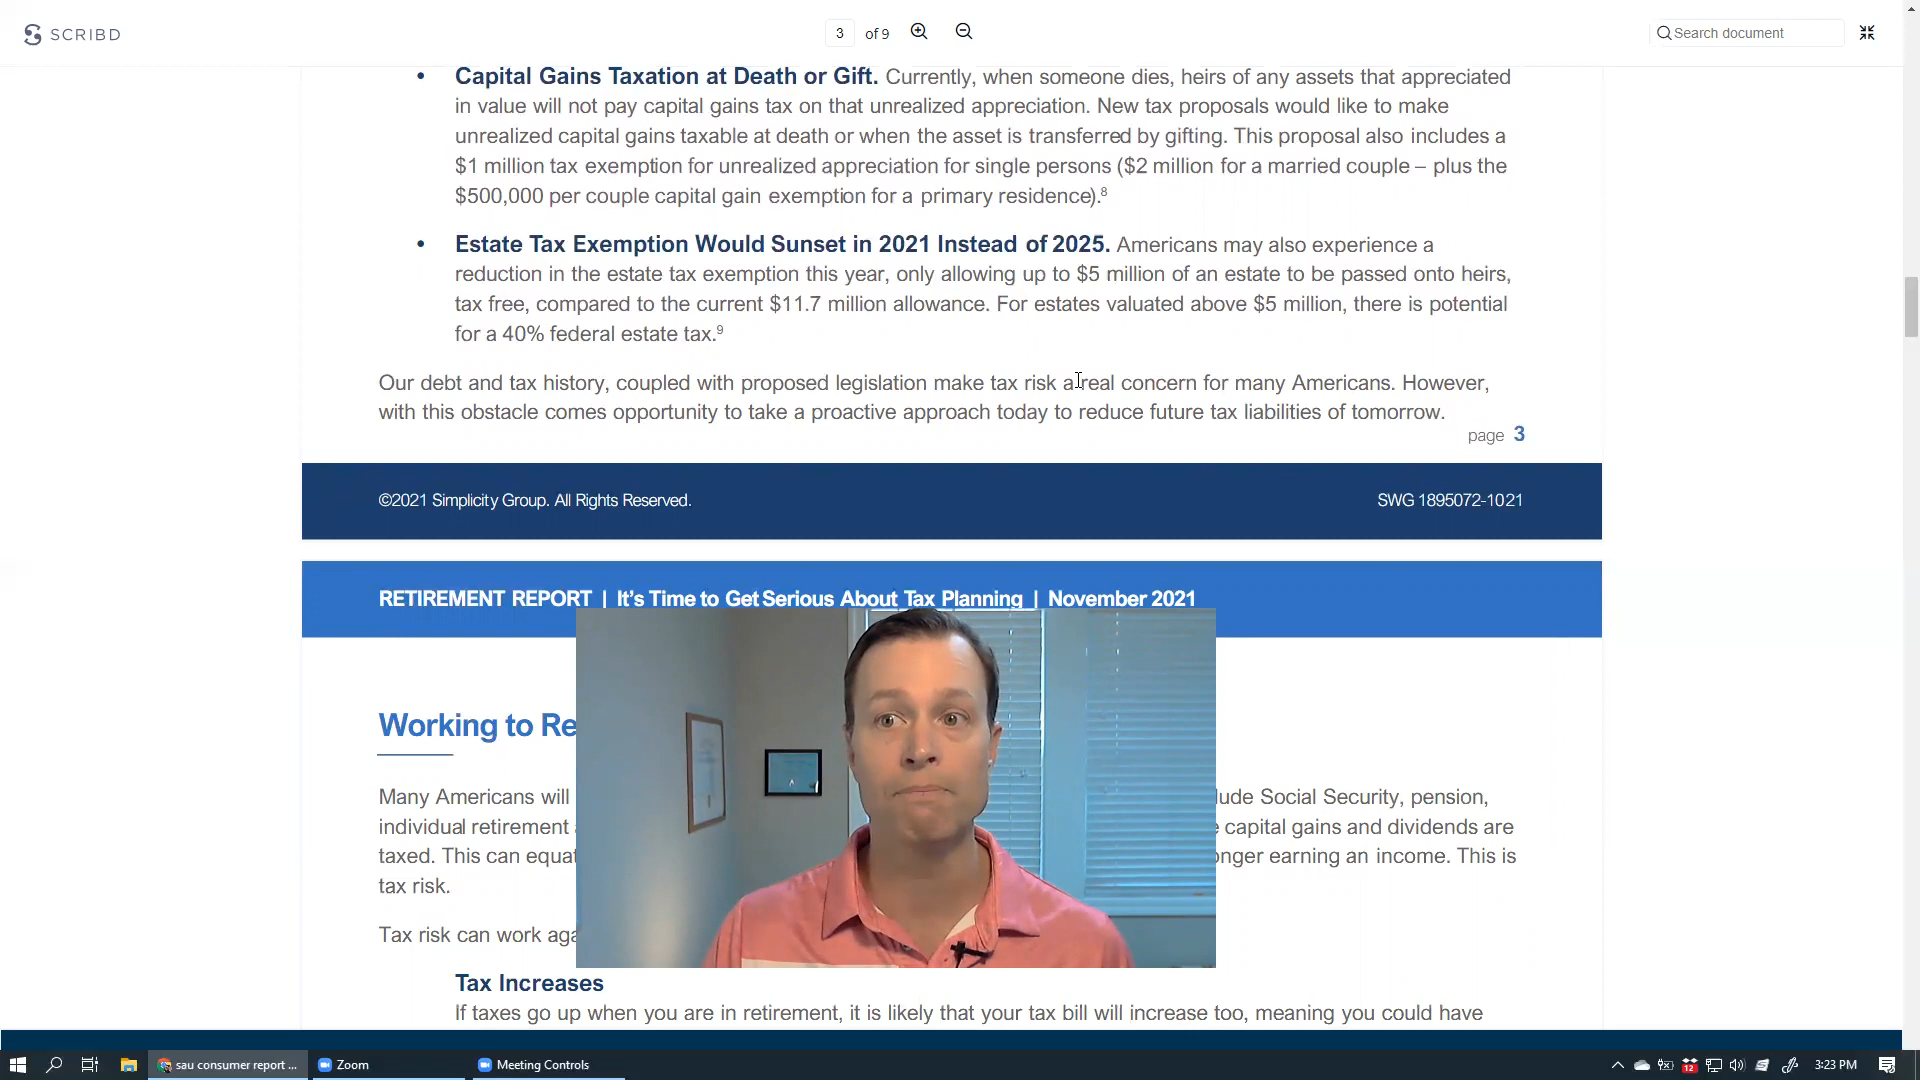 SCRIBD
3 of 9
Search document
• Capital Gains Taxation at Death or Gift. Currently, when someone dies, heirs of any assets that appreciated
in value will not pay capital gains tax on that unrealized appreciation. New tax proposals would like to make
unrealized capital gains taxable at death or when the asset is transferred by gifting. This proposal also includes a
$1 million tax exemption for unrealized appreciation for single persons ($2 million for a married couple – plus the
$500,000 per couple capital gain exemption for a primary residence).8
• Estate Tax Exemption Would Sunset in 2021 Instead of 2025. Americans may also experience a
reduction in the estate tax exemption this year, only allowing up to $5 million of an estate to be passed onto heirs,
tax free, compared to the current $11.7 million allowance. For estates valuated above $5 million, there is potential
for a 40% federal estate tax.9
Our debt and tax history, coupled with proposed legislation make tax risk a real concern for many Americans. However,
with this obstacle comes opportunity to take a proactive approach today to reduce future tax liabilities of tomorrow.
page 3
©2021 Simplicity Group. All Rights Reserved.
SWG 1895072-1021
RETIREMENT REPORT | It's Time to Get Serious About Tax Planning | November 2021
Working to Re
Many Americans will lude Social Security, pension,
individual retirement capital gains and dividends are
taxed. This can equat nger earning an income. This is
tax risk.
Tax risk can work aga
Tax Increases
If taxes go up when you are in retirement, it is likely that your tax bill will increase too, meaning you could have
sau consumer report ...
Zoom
Meeting Controls
12
3:23 PM